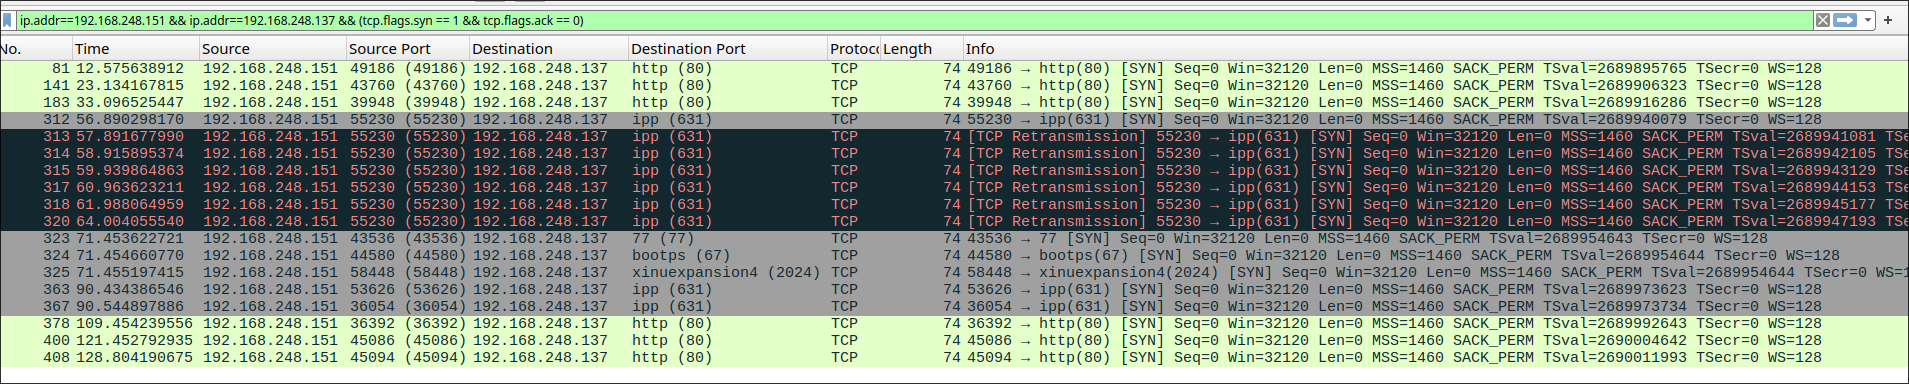 ip.addr==192.168.248.151 && ip.addr==192.168.248.137 && (tcp.flags.syn == 1 && tcp.flags.ack == 0)
No. Time Source Source Port Destination Destination Port Protoco Length Info
81 12.575638912 192.168.248.151 49186 (49186) 192.168.248.137 http (80) TCP 74 49186 → http(80) [SYN] Seq=0 Win=32120 Len=0 MSS=1460 SACK_PERM TSval=2689895765 TSecr=0 WS=128
141 23.134167815 192.168.248.151 43760 (43760) 192.168.248.137 http (80) TCP 74 43760 → http(80) [SYN] Seq=0 Win=32120 Len=0 MSS=1460 SACK_PERM TSval=2689906323 TSecr=0 WS=128
183 33.096525447 192.168.248.151 39948 (39948) 192.168.248.137 http (80) TCP 74 39948 → http(80) [SYN] Seq=0 Win=32120 Len=0 MSS=1460 SACK_PERM TSval=2689916286 TSecr=0 WS=128
312 56.890298170 192.168.248.151 55230 (55230) 192.168.248.137 ipp (631) TCP 74 55230 → ipp(631) [SYN] Seq=0 Win=32120 Len=0 MSS=1460 SACK_PERM TSval=2689940079 TSecr=0 WS=128
313 57.891677990 192.168.248.151 55230 (55230) 192.168.248.137 ipp (631) TCP 74 [TCP Retransmission] 55230 → ipp(631) [SYN] Seq=0 Win=32120 Len=0 MSS=1460 SACK_PERM TSval=2689941081 TSe
314 58.915895374 192.168.248.151 55230 (55230) 192.168.248.137 ipp (631) TCP 74 [TCP Retransmission] 55230 → ipp(631) [SYN] Seq=0 Win=32120 Len=0 MSS=1460 SACK_PERM TSval=2689942105 TSe
315 59.939864863 192.168.248.151 55230 (55230) 192.168.248.137 ipp (631) TCP 74 [TCP Retransmission] 55230 → ipp(631) [SYN] Seq=0 Win=32120 Len=0 MSS=1460 SACK_PERM TSval=2689943129 TSe
317 60.963623211 192.168.248.151 55230 (55230) 192.168.248.137 ipp (631) TCP 74 [TCP Retransmission] 55230 → ipp(631) [SYN] Seq=0 Win=32120 Len=0 MSS=1460 SACK_PERM TSval=2689944153 TSe
318 61.988064959 192.168.248.151 55230 (55230) 192.168.248.137 ipp (631) TCP 74 [TCP Retransmission] 55230 → ipp(631) [SYN] Seq=0 Win=32120 Len=0 MSS=1460 SACK_PERM TSval=2689945177 TSe
320 64.004055540 192.168.248.151 55230 (55230) 192.168.248.137 ipp (631) TCP 74 [TCP Retransmission] 55230 → ipp(631) [SYN] Seq=0 Win=32120 Len=0 MSS=1460 SACK_PERM TSval=2689947193 TSe
323 71.453622721 192.168.248.151 43536 (43536) 192.168.248.137 77 (77) TCP 74 43536 → 77 [SYN] Seq=0 Win=32120 Len=0 MSS=1460 SACK_PERM TSval=2689954643 TSecr=0 WS=128
324 71.454660770 192.168.248.151 44580 (44580) 192.168.248.137 bootps (67) TCP 74 44580 → bootps(67) [SYN] Seq=0 Win=32120 Len=0 MSS=1460 SACK_PERM TSval=2689954644 TSecr=0 WS=128
325 71.455197415 192.168.248.151 58448 (58448) 192.168.248.137 xinuexpansion4 (2024) TCP 74 58448 → xinuexpansion4(2024) [SYN] Seq=0 Win=32120 Len=0 MSS=1460 SACK_PERM TSval=2689954644 TSecr=0 WS=1
363 90.434386546 192.168.248.151 53626 (53626) 192.168.248.137 ipp (631) TCP 74 53626 → ipp(631) [SYN] Seq=0 Win=32120 Len=0 MSS=1460 SACK_PERM TSval=2689973623 TSecr=0 WS=128
367 90.544897886 192.168.248.151 36054 (36054) 192.168.248.137 ipp (631) TCP 74 36054 → ipp(631) [SYN] Seq=0 Win=32120 Len=0 MSS=1460 SACK_PERM TSval=2689973734 TSecr=0 WS=128
378 109.454239556 192.168.248.151 36392 (36392) 192.168.248.137 http (80) TCP 74 36392 → http(80) [SYN] Seq=0 Win=32120 Len=0 MSS=1460 SACK_PERM TSval=2689992643 TSecr=0 WS=128
400 121.452792935 192.168.248.151 45086 (45086) 192.168.248.137 http (80) TCP 74 45086 → http(80) [SYN] Seq=0 Win=32120 Len=0 MSS=1460 SACK_PERM TSval=2690004642 TSecr=0 WS=128
408 128.804190675 192.168.248.151 45094 (45094) 192.168.248.137 http (80) TCP 74 45094 → http(80) [SYN] Seq=0 Win=32120 Len=0 MSS=1460 SACK_PERM TSval=2690011993 TSecr=0 WS=128